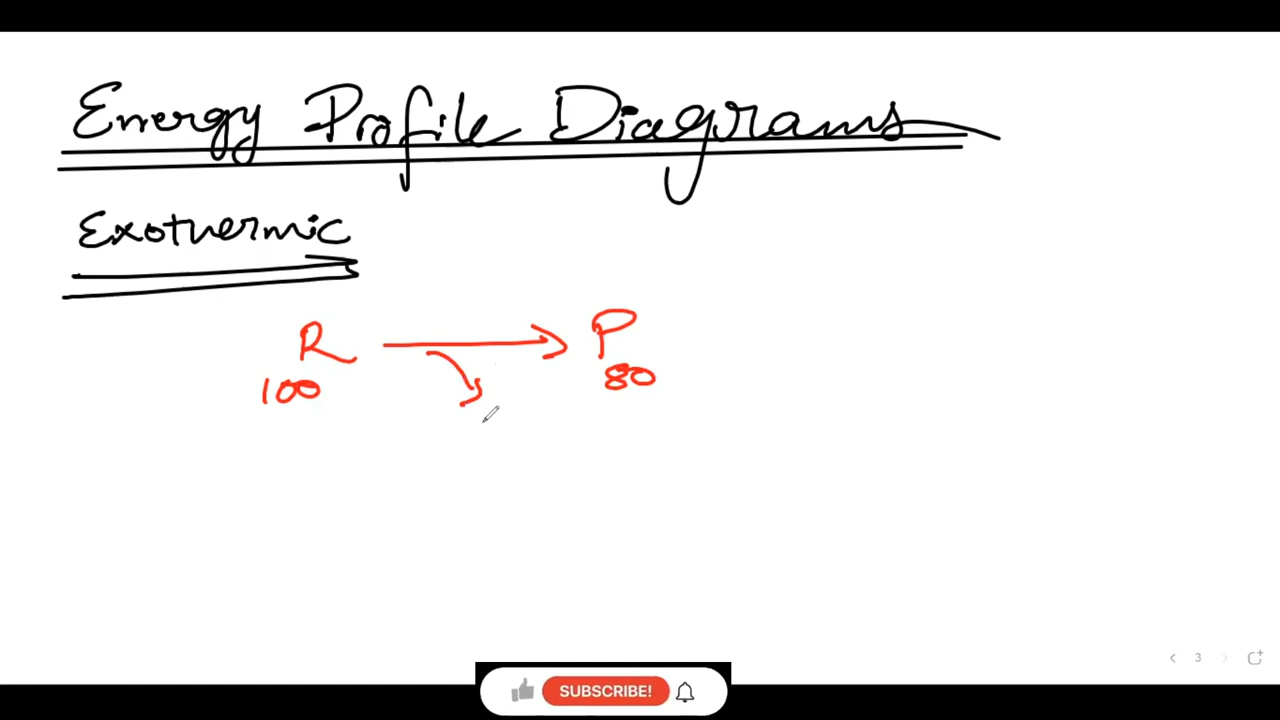 Energy Profile Diagrams
Exothermic
R P
100 80
3
SUBSCRIBE!